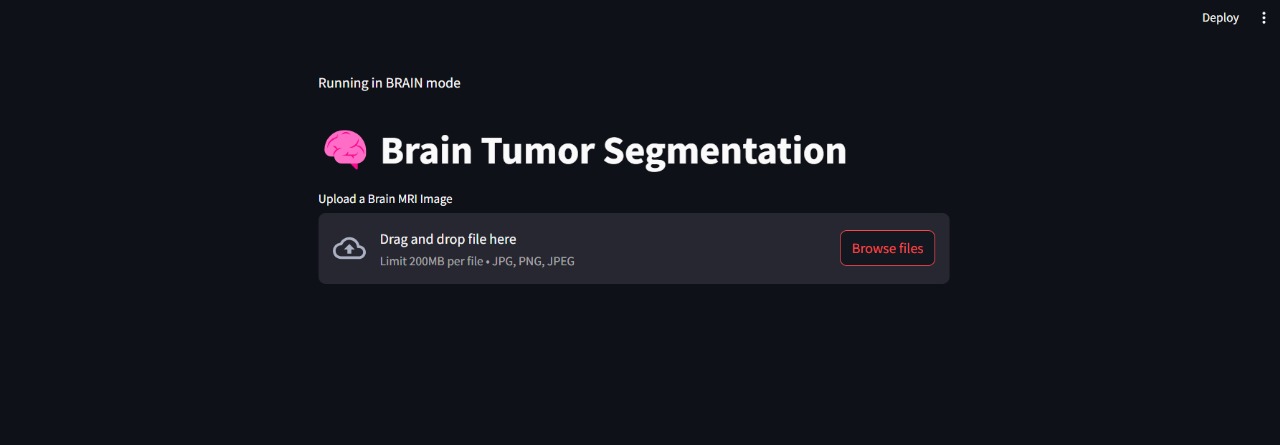 Deploy
Running in BRAIN mode
Brain Tumor Segmentation
Upload a Brain MRI Image
Drag and drop file here
Limit 200MB per file • JPG, PNG, JPEG
Browse files